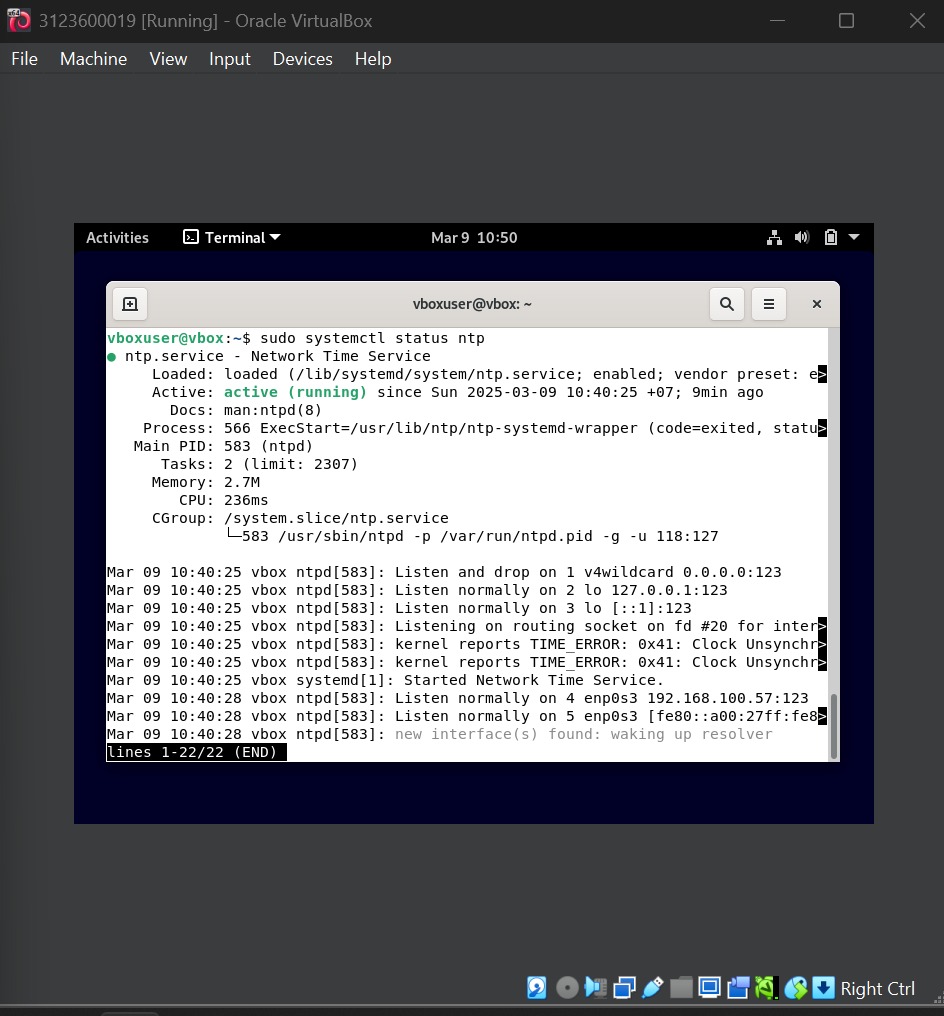 3123600019 [Running] - Oracle VirtualBox
File Machine View Input Devices Help
Activities Terminal Mar 9 10:50
vboxuser@vbox: ~
vboxuser@vbox:~$ sudo systemctl status ntp
● ntp.service - Network Time Service
Loaded: loaded (/lib/systemd/system/ntp.service; enabled; vendor preset: e>
Active: active (running) since Sun 2025-03-09 10:40:25 +07; 9min ago
Docs: man:ntpd(8)
Process: 566 ExecStart=/usr/lib/ntp/ntp-systemd-wrapper (code=exited, statu>
Main PID: 583 (ntpd)
Tasks: 2 (limit: 2307)
Memory: 2.7M
CPU: 236ms
CGroup: /system.slice/ntp.service
└─583 /usr/sbin/ntpd -p /var/run/ntpd.pid -g -u 118:127
Mar 09 10:40:25 vbox ntpd[583]: Listen and drop on 1 v4wildcard 0.0.0.0:123
Mar 09 10:40:25 vbox ntpd[583]: Listen normally on 2 lo 127.0.0.1:123
Mar 09 10:40:25 vbox ntpd[583]: Listen normally on 3 lo [::1]:123
Mar 09 10:40:25 vbox ntpd[583]: Listening on routing socket on fd #20 for inter>
Mar 09 10:40:25 vbox ntpd[583]: kernel reports TIME_ERROR: 0x41: Clock Unsynchr>
Mar 09 10:40:25 vbox ntpd[583]: kernel reports TIME_ERROR: 0x41: Clock Unsynchr>
Mar 09 10:40:25 vbox systemd[1]: Started Network Time Service.
Mar 09 10:40:28 vbox ntpd[583]: Listen normally on 4 enp0s3 192.168.100.57:123
Mar 09 10:40:28 vbox ntpd[583]: Listen normally on 5 enp0s3 [fe80::a00:27ff:fe8>
Mar 09 10:40:28 vbox ntpd[583]: new interface(s) found: waking up resolver
lines 1-22/22 (END)
Right Ctrl